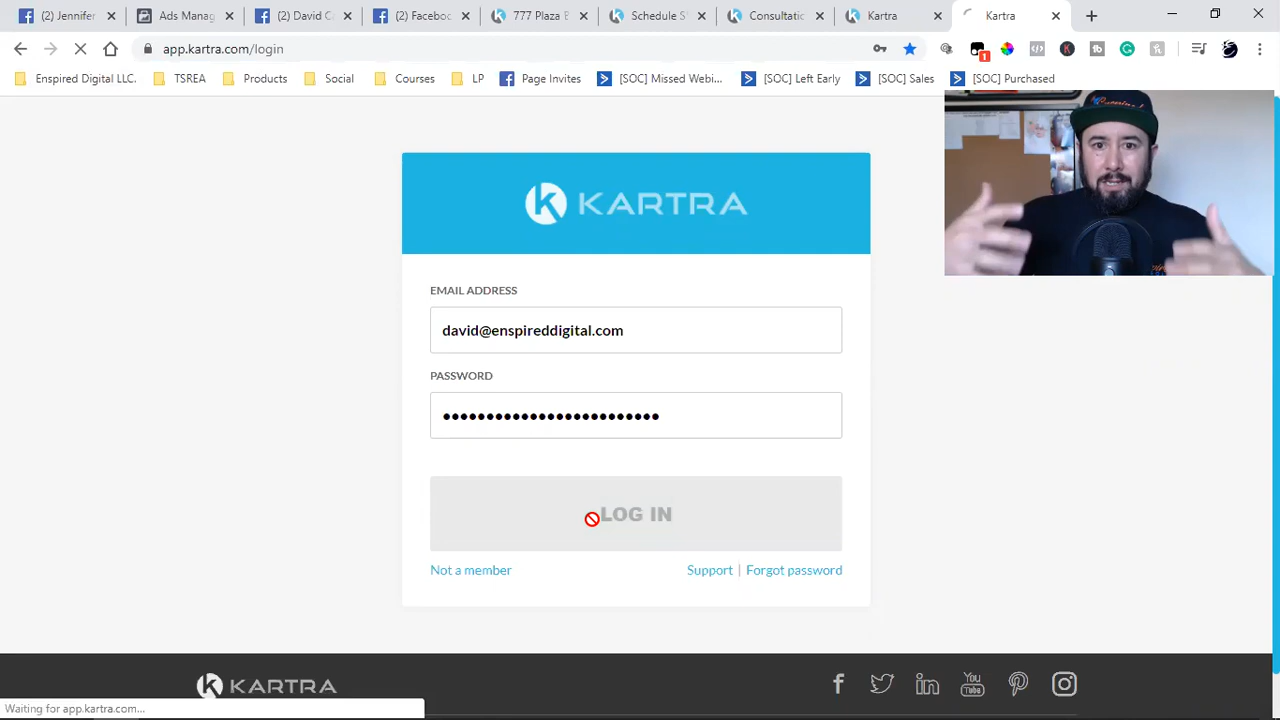 (2) Jennifer
Ads Manag
(2) David C
(2) Faceboo
777 Plaza B
Schedule S
Consultatic
Kartra
Kartra
app.kartra.com/login
1
Enspired Digital LLC.
TSREA
Products
Social
Courses
LP
Page Invites
[SOC] Missed Webi...
[SOC] Left Early
[SOC] Sales
[SOC] Purchased
KARTRA
EMAIL ADDRESS
david@enspireddigital.com
PASSWORD
••••••••••••••••••••••••••
LOG IN
Not a member
Support | Forgot password
KARTRA
Waiting for app.kartra.com...